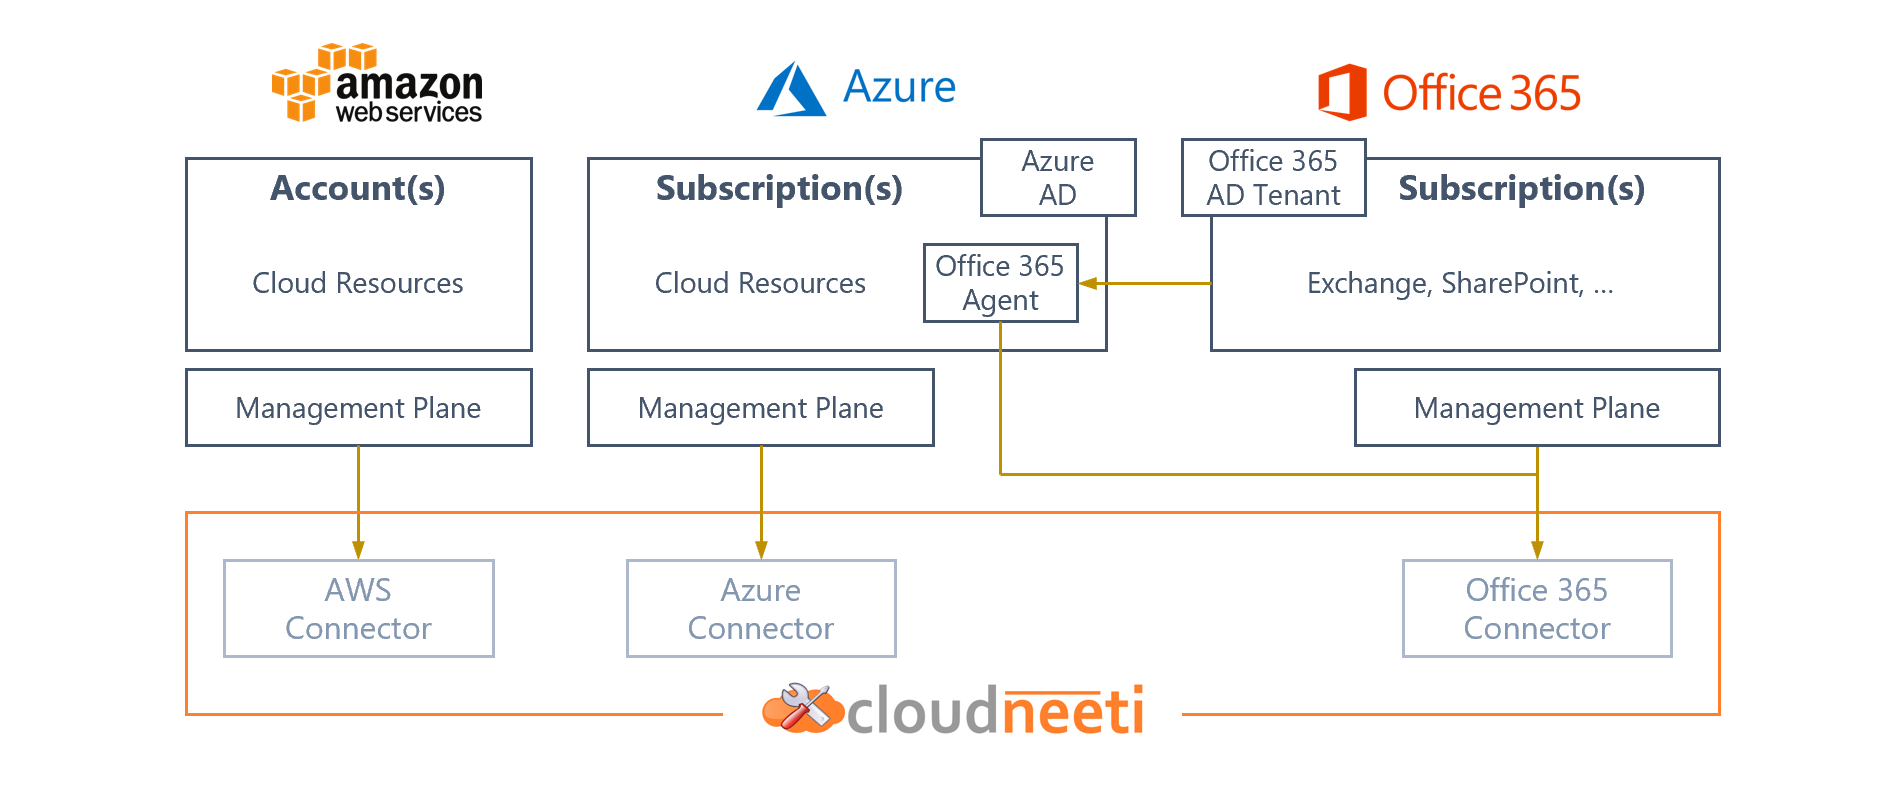 amazon
web services
Azure
Office 365
Account(s)
Cloud Resources
Management Plane
Subscription(s)
Azure
AD
Cloud Resources
Office 365
Agent
Management Plane
Office 365
AD Tenant
Subscription(s)
Exchange, SharePoint, ...
Management Plane
AWS
Connector
Azure
Connector
Office 365
Connector
cloudneeti